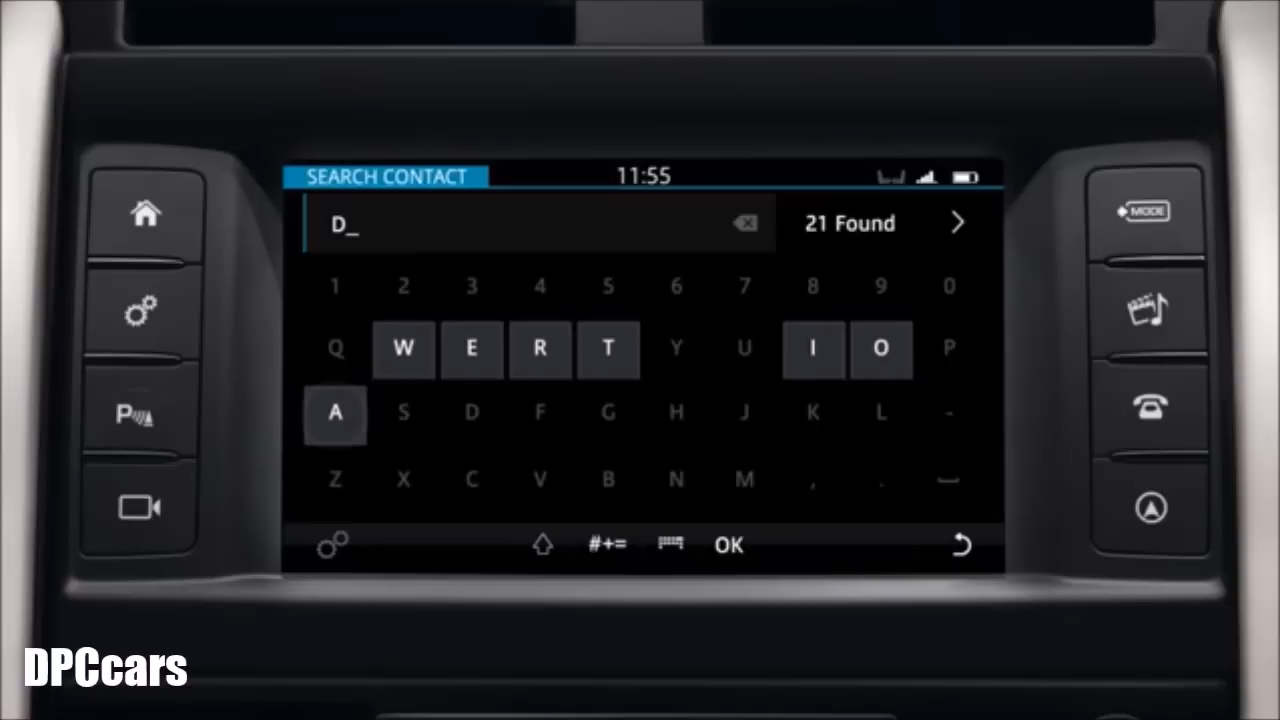 SEARCH CONTACT 11:55
D_ 21 Found
1 2 3 4 5 6 7 8 9 0
Q W E R T Y U I O P
A S D F G H J K L -
Z X C V B N M , .
#+= OK
MODE
P
DPCcars